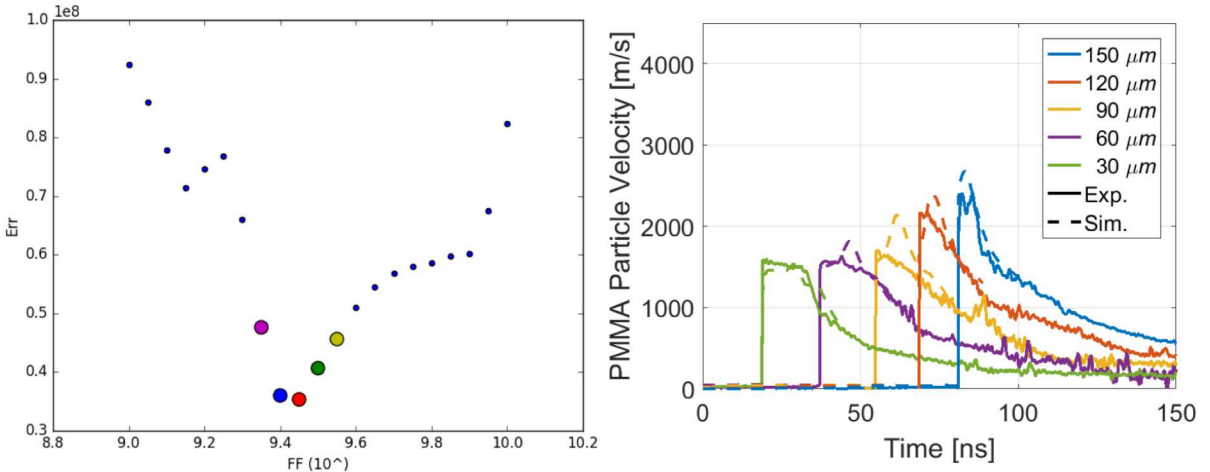 1.0 1e8
0.9
0.8
0.7
0.6
0.5
0.4
0.3
Err
8.8 9.0 9.2 9.4 9.6 9.8 10.0 10.2
FF (10^)
PMMA Particle Velocity [m/s]
4000
3000
2000
1000
0
0 50 100 150
Time [ns]
150 μm
120 μm
90 μm
60 μm
30 μm
Exp.
Sim.